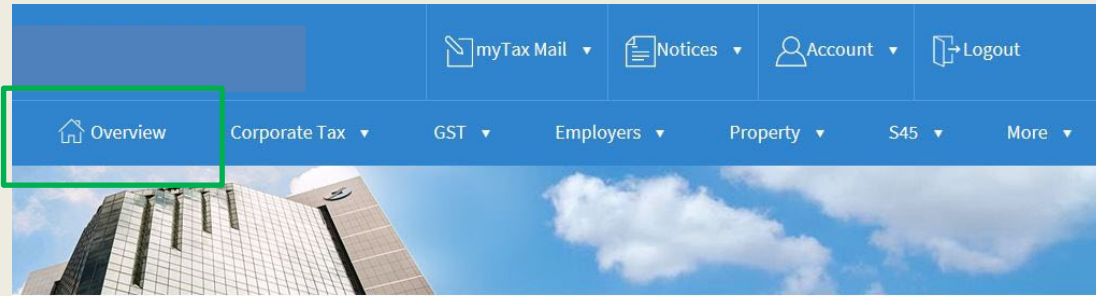 myTax Mail ▼ Notices ▼ Account ▼ Logout
Overview Corporate Tax ▼ GST ▼ Employers ▼ Property ▼ S45 ▼ More ▼